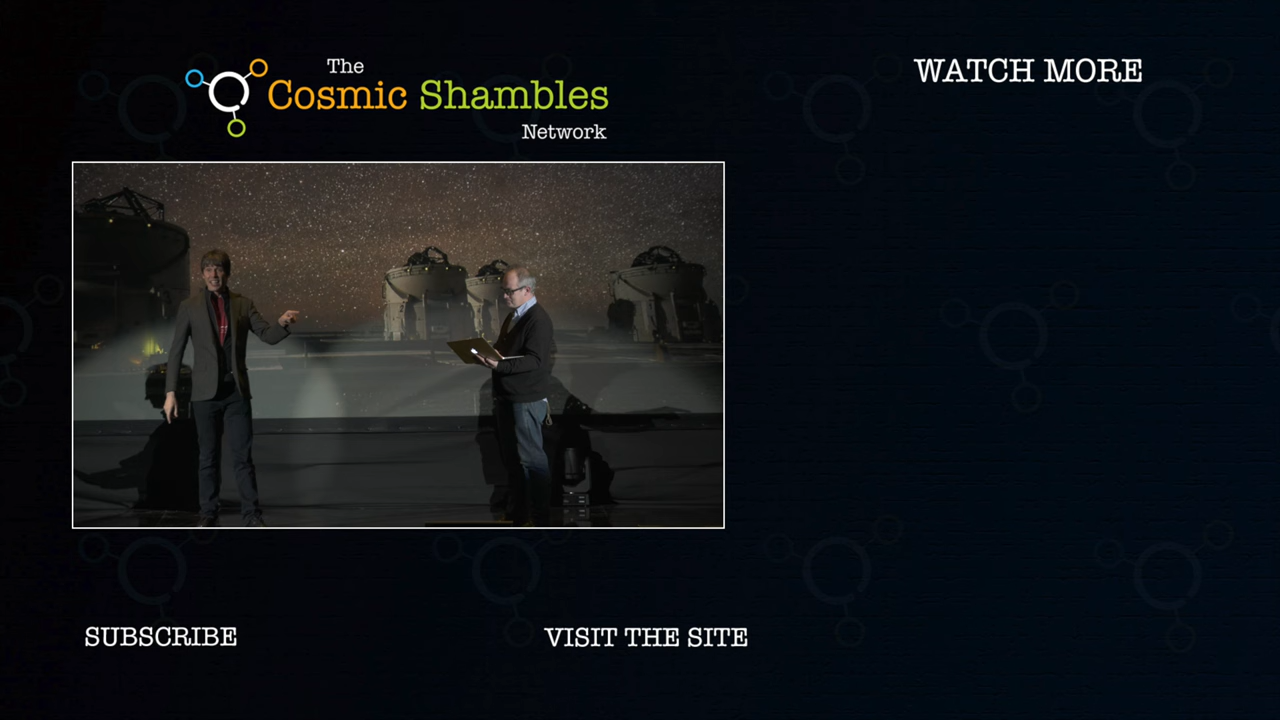 The
Cosmic Shambles
Network
WATCH MORE
SUBSCRIBE
VISIT THE SITE